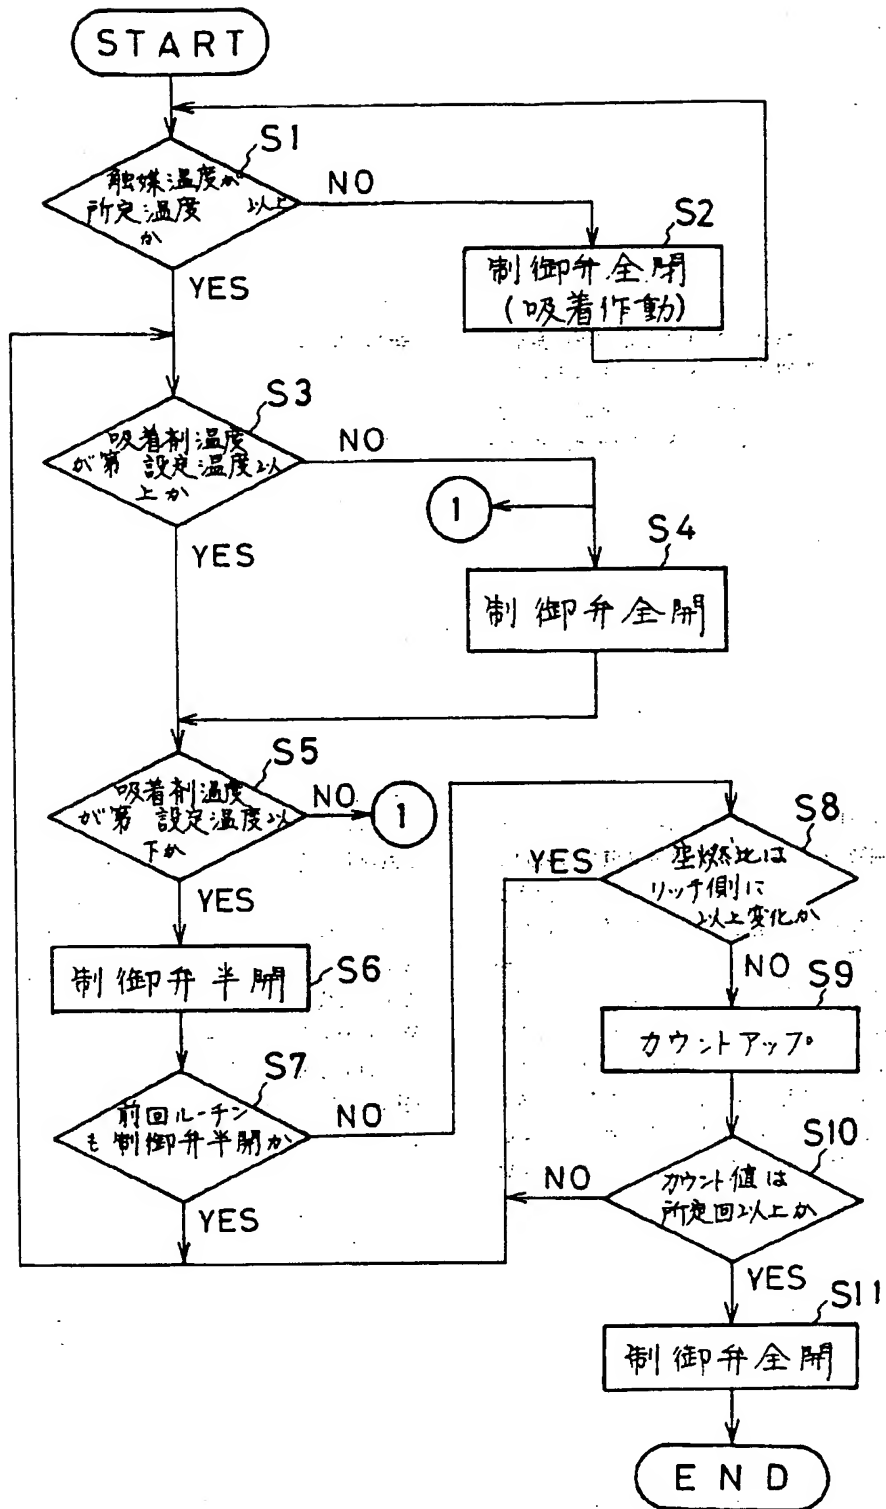 START
S1
触媒温度が
所定温度 以上
か
NO
YES
S2
制御弁全閉
(吸着作動)
S3
吸着剤温度
が第 設定温度以
上か
NO
YES
1
S4
制御弁全開
S5
吸着剤温度
が第 設定温度以
下か
NO
1
YES
S6
制御弁半開
S7
前回ルーチン
も制御弁半開か
NO
YES
S8
空燃比は
リッチ側に
以上変化か
YES
NO
S9
カウントアップ
S10
カウント値は
所定回以上か
NO
YES
S11
制御弁全開
END